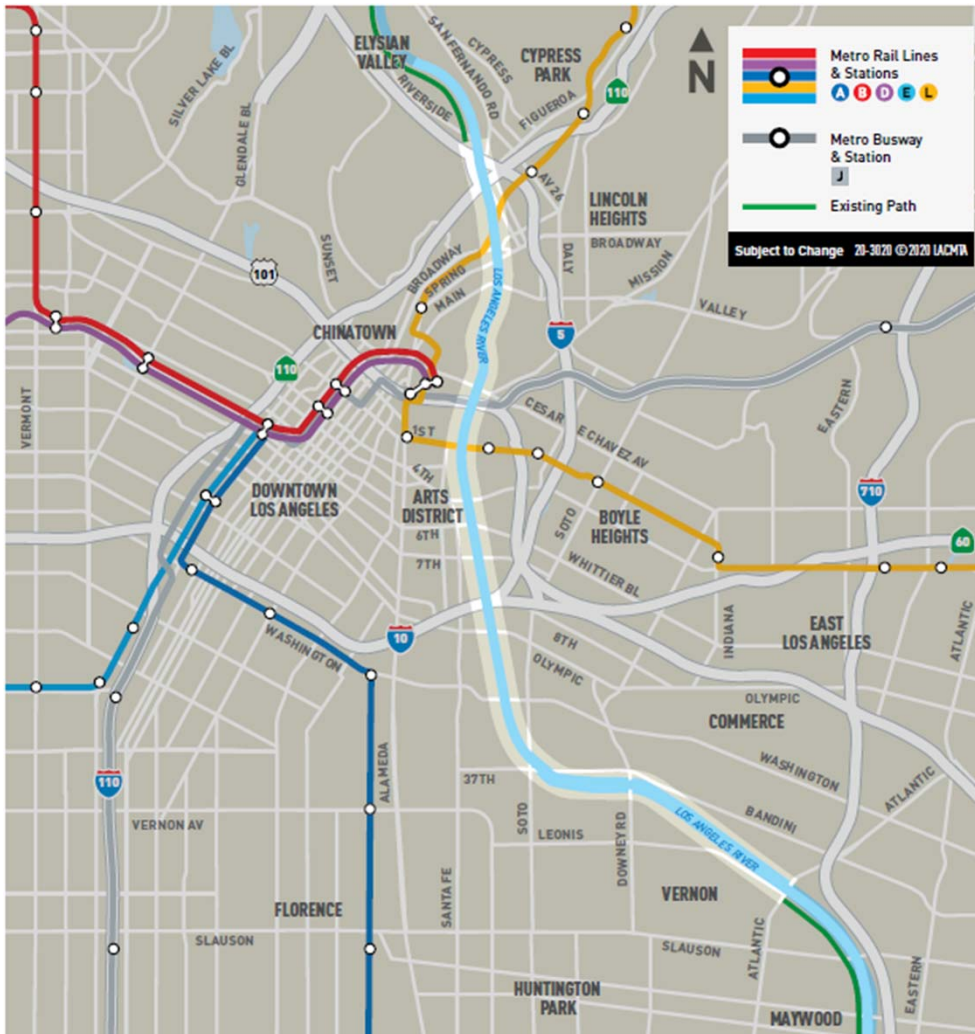 ELYSIAN
VALLEY
SAN FERNANDO RD
CYPRESS
CYPRESS
PARK
SILVER LAKE BL
GLENDALE BL
RIVERSIDE
FIGUEROA
110
N
Metro Rail Lines
& Stations
A B D E L
Metro Busway
& Station
J
Existing Path
Subject to Change 20-3020 ©2020 LACMTA
AV 26
LINCOLN
HEIGHTS
BROADWAY
DALY
MISSION
VALLEY
SUNSET
101
BROADWAY
SPRING
MAIN
LOS ANGELES RIVER
CHINATOWN
5
110
VERMONT
EASTERN
CESAR E CHAVEZ AV
1ST
4TH
DOWNTOWN
LOS ANGELES
ARTS
DISTRICT
6TH
7TH
SOTO
BOYLE
HEIGHTS
WHITTIER BL
710
60
INDIANA
EAST
LOS ANGELES
ATLANTIC
WASHINGTON
10
8TH
OLYMPIC
OLYMPIC
COMMERCE
WASHINGTON
ATLANTIC
110
ALAMEDA
37TH
SOTO
LEONIS
DOWNEY RD
BANDINI
LOS ANGELES RIVER
VERNON AV
VERNON
FLORENCE
SANTA FE
SLAUSON
SLAUSON
ATLANTIC
EASTERN
HUNTINGTON
PARK
MAYWOOD